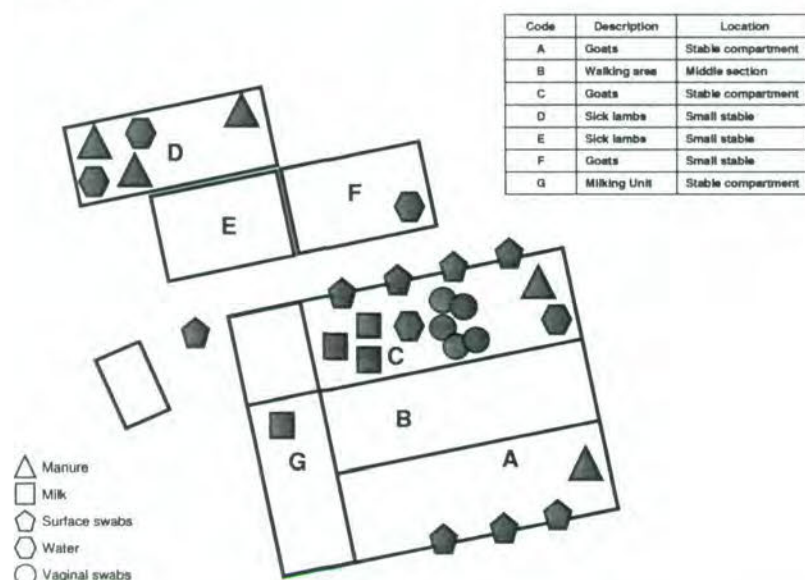 Code Description Location
A Goats Stable compartment
B Walking area Middle section
C Goats Stable compartment
D Sick lambs Small stable
E Sick lambs Small stable
F Goats Small stable
G Milking Unit Stable compartment
D
F
E
C
B
G
A
Manure
Milk
Surface swabs
Water
Vaginal swabs